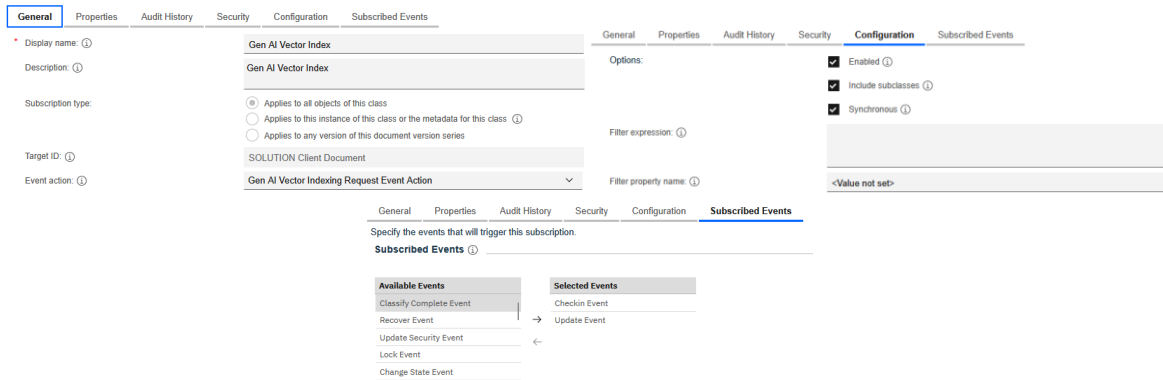 General Properties Audit History Security Configuration Subscribed Events
* Display name: Gen AI Vector Index
Description: Gen AI Vector Index
Subscription type: Applies to all objects of this class
Applies to this instance of this class or the metadata for this class
Applies to any version of this document version series
Target ID: SOLUTION Client Document
Event action: Gen AI Vector Indexing Request Event Action
General Properties Audit History Security Configuration Subscribed Events
Options: Enabled
Include subclasses
Synchronous
Filter expression:
Filter property name: <Value not set>
General Properties Audit History Security Configuration Subscribed Events
Specify the events that will trigger this subscription.
Subscribed Events
Available Events Selected Events
Classify Complete Event Checkin Event
Recover Event Update Event
Update Security Event
Lock Event
Change State Event